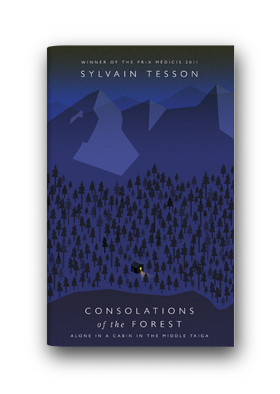 WINNER OF THE PRIX MÉDICIS 2011
SYLVAIN TESSON
CONSOLATIONS
of the FOREST
ALONE IN A CABIN IN THE MIDDLE TAIGA